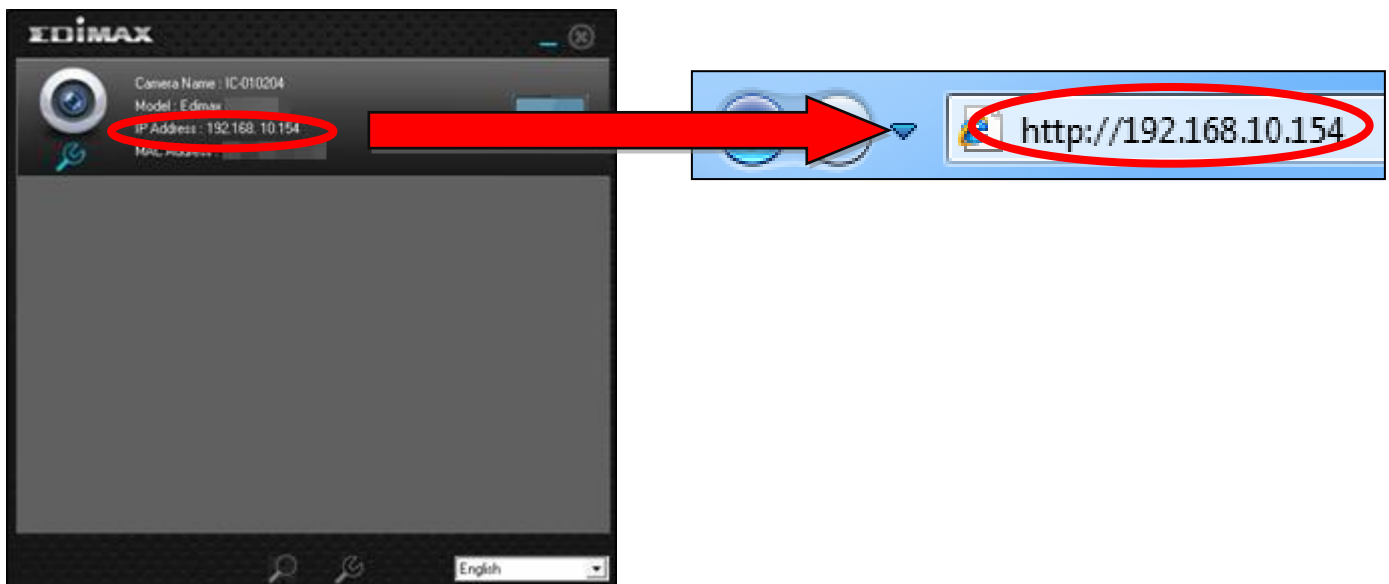 EDIMAX
Camera Name : IC-010204
Model : Edimax
IP Address : 192.168. 10.154
MAC Address :
http://192.168.10.154
English